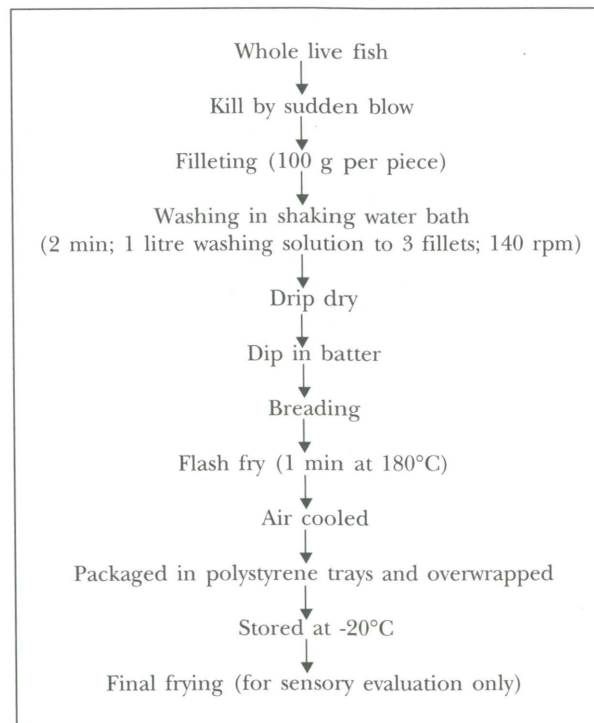 Whole live fish
Kill by sudden blow
Filleting (100 g per piece)
Washing in shaking water bath
(2 min; 1 litre washing solution to 3 fillets; 140 rpm)
Drip dry
Dip in batter
Breading
Flash fry (1 min at 180°C)
Air cooled
Packaged in polystyrene trays and overwrapped
Stored at -20°C
Final frying (for sensory evaluation only)